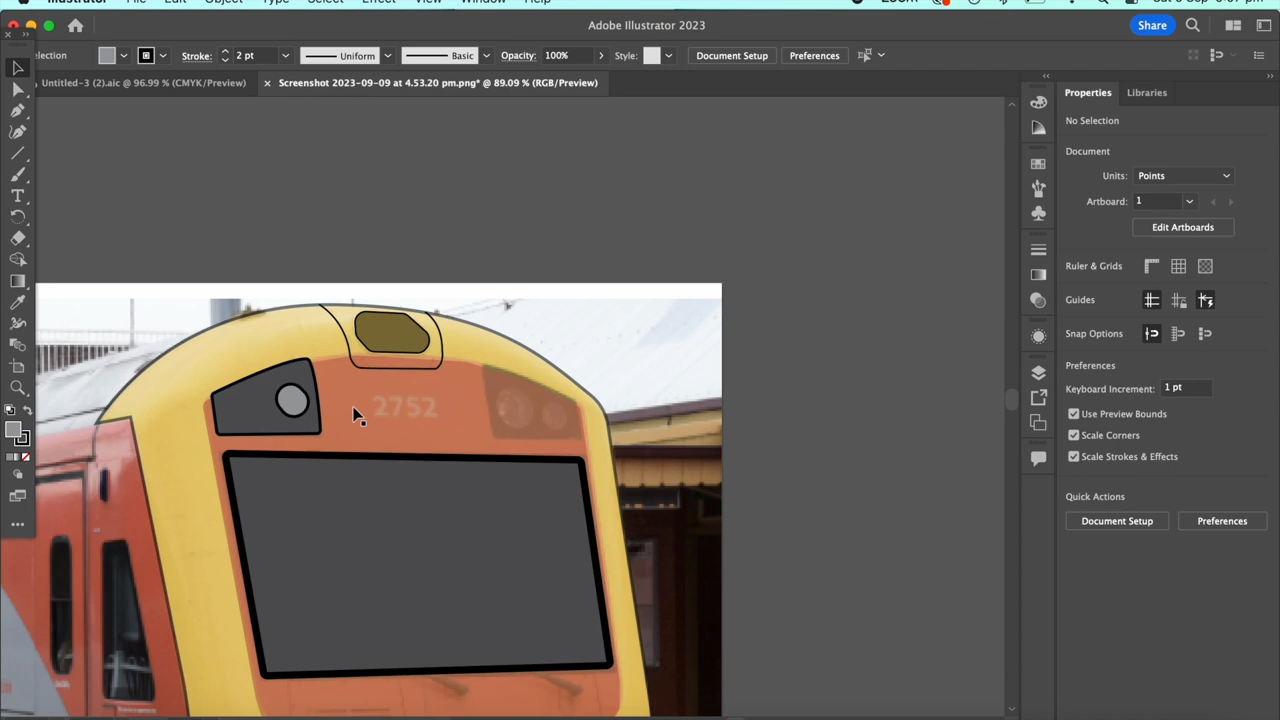 Illustrator File Edit Object Type Select Effect View Window Help
Adobe Illustrator 2023
Share
election
Stroke: 2 pt Uniform Basic Opacity: 100% Style: Document Setup Preferences
Untitled-3 (2).aic @ 96.99 % (CMYK/Preview) × Screenshot 2023-09-09 at 4.53.20 pm.png* @ 89.09 % (RGB/Preview)
Properties Libraries
No Selection
Document
Units: Points
Artboard: 1
Edit Artboards
Ruler & Grids
Guides
Snap Options
Preferences
Keyboard Increment: 1 pt
Use Preview Bounds
Scale Corners
Scale Strokes & Effects
Quick Actions
Document Setup Preferences
2752